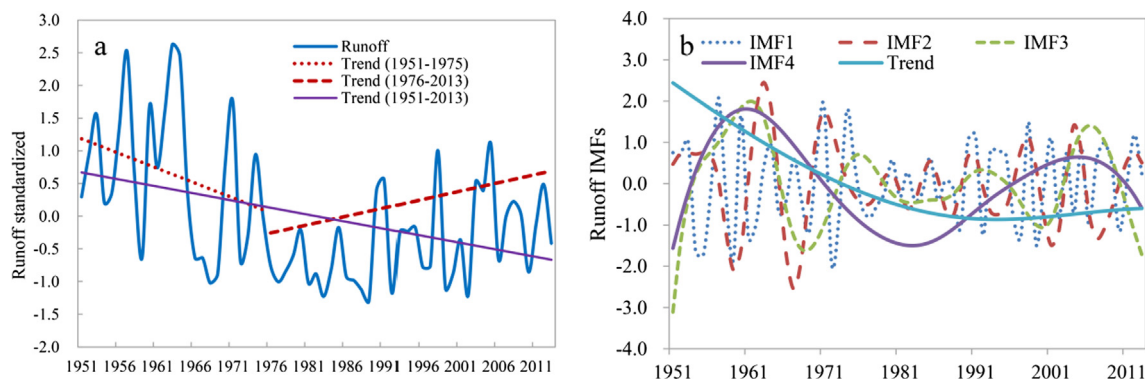 a
Runoff standardized
3.0
2.5
2.0
1.5
1.0
0.5
0.0
-0.5
-1.0
-1.5
-2.0
Runoff
Trend (1951-1975)
Trend (1976-2013)
Trend (1951-2013)
1951 1956 1961 1966 1971 1976 1981 1986 1991 1996 2001 2006 2011
b
Runoff IMFs
4.0
3.0
2.0
1.0
0.0
-1.0
-2.0
-3.0
-4.0
IMF1 IMF2 IMF3
IMF4 Trend
1951 1961 1971 1981 1991 2001 2011